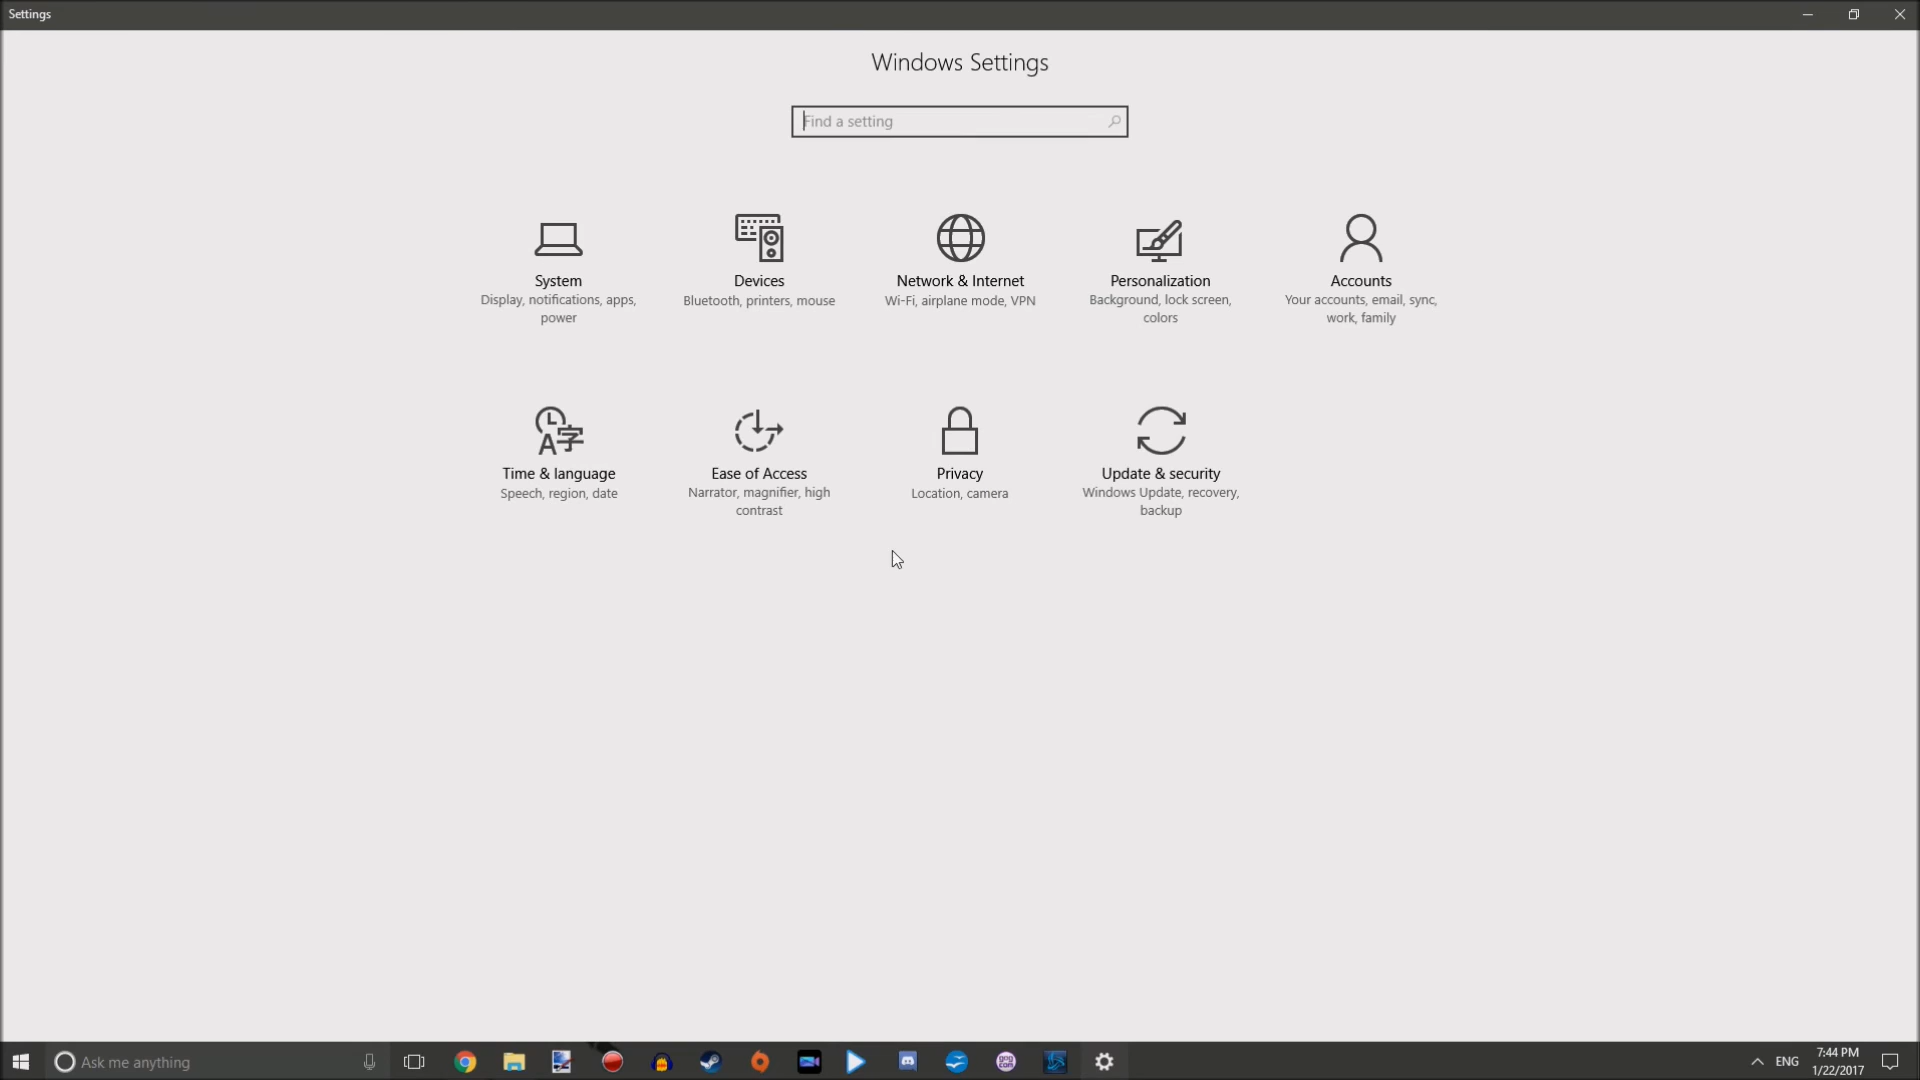 Settings
Windows Settings
Find a setting
System
Display, notifications, apps,
power
Devices
Bluetooth, printers, mouse
Network & Internet
Wi-Fi, airplane mode, VPN
Personalization
Background, lock screen,
colors
Accounts
Your accounts, email, sync,
work, family
Time & language
Speech, region, date
Ease of Access
Narrator, magnifier, high
contrast
Privacy
Location, camera
Update & security
Windows Update, recovery,
backup
Ask me anything
gog
com
ENG
7:44 PM
1/22/2017